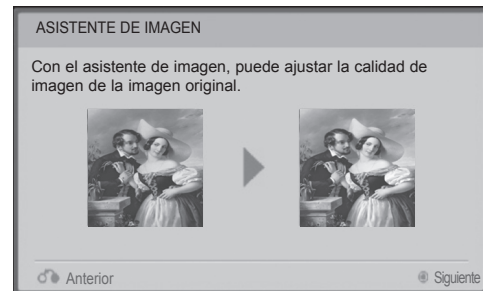 ASISTENTE DE IMAGEN
Con el asistente de imagen, puede ajustar la calidad de
imagen de la imagen original.
Anterior
Siguiente